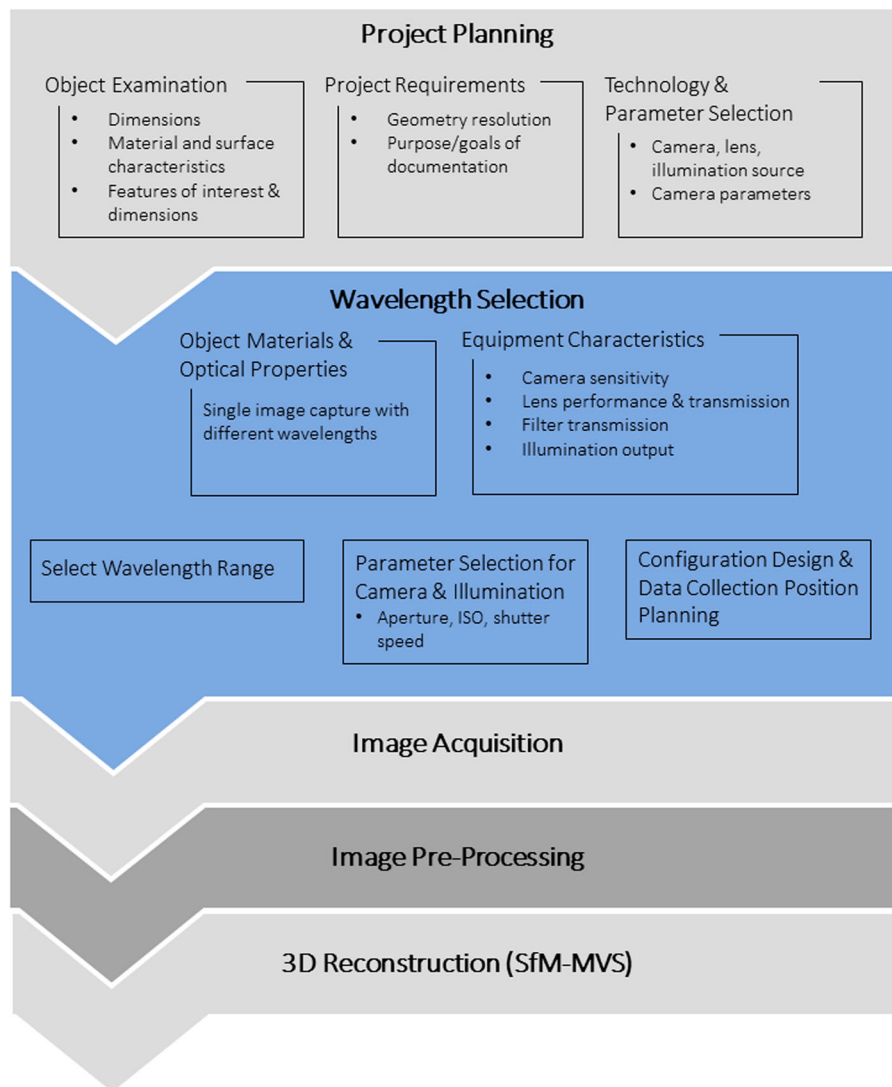 Project Planning
Object Examination
• Dimensions
• Material and surface
characteristics
• Features of interest &
dimensions
Project Requirements
• Geometry resolution
• Purpose/goals of
documentation
Technology &
Parameter Selection
• Camera, lens,
illumination source
• Camera parameters
Wavelength Selection
Object Materials &
Optical Properties
Single image capture with
different wavelengths
Equipment Characteristics
• Camera sensitivity
• Lens performance & transmission
• Filter transmission
• Illumination output
Select Wavelength Range
Parameter Selection for
Camera & Illumination
• Aperture, ISO, shutter
speed
Configuration Design &
Data Collection Position
Planning
Image Acquisition
Image Pre-Processing
3D Reconstruction (SfM-MVS)